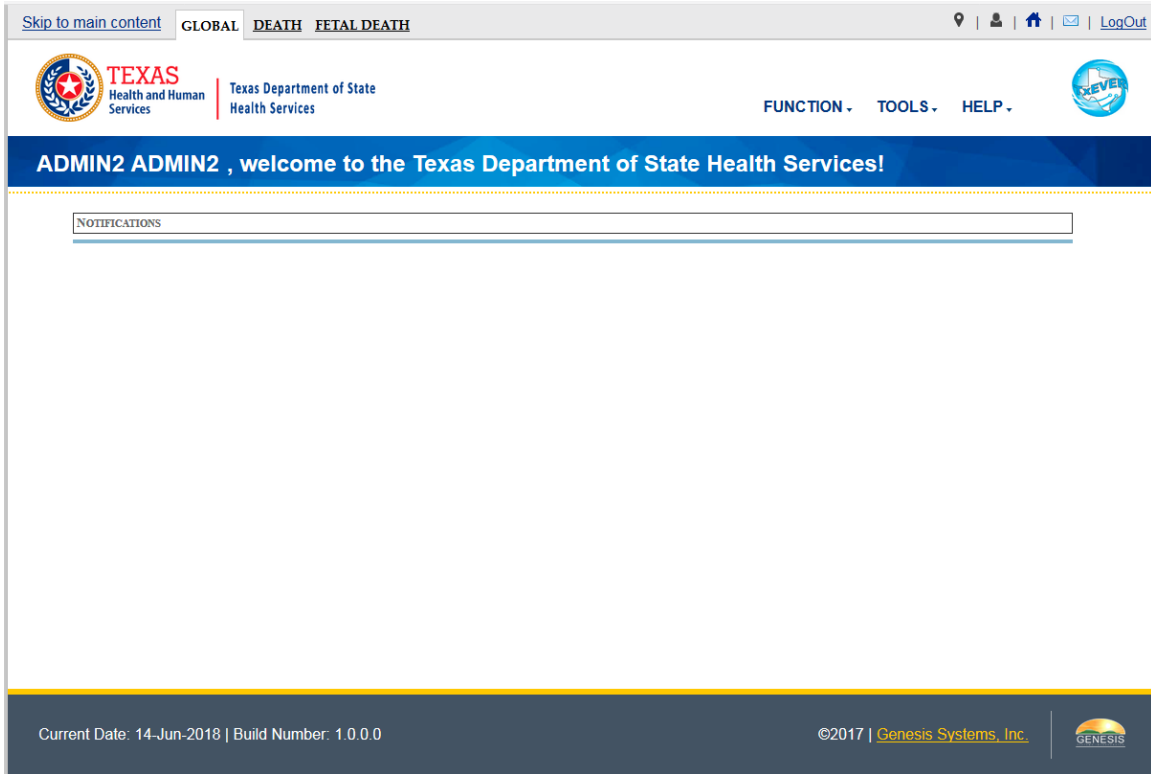 Skip to main content GLOBAL DEATH FETAL DEATH | | | | LogOut
TEXAS
Health and Human
Services
Texas Department of State
Health Services
FUNCTION TOOLS HELP
TxEVER
ADMIN2 ADMIN2 , welcome to the Texas Department of State Health Services!
NOTIFICATIONS
Current Date: 14-Jun-2018 | Build Number: 1.0.0.0 ©2017 | Genesis Systems, Inc.
GENESIS